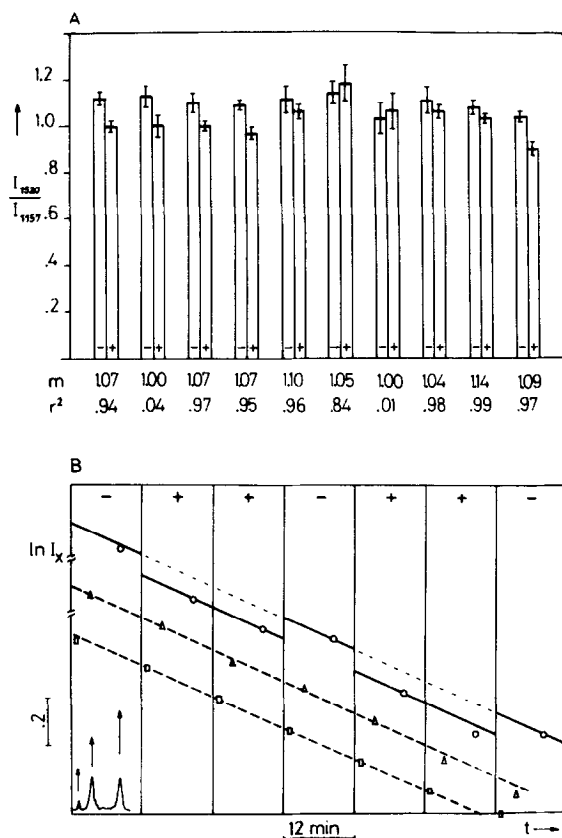 A
1.2
1.0
.8
.6
.4
.2
I₁₅₂₀
I₁₁₅₇
- + - + - + - + - + - + - + - + - + - +
m 1.07 1.00 1.07 1.07 1.10 1.05 1.00 1.04 1.14 1.09
r² .94 .04 .97 .95 .96 .84 .01 .98 .99 .97
B
- + + - + + -
ln Iₓ
.2
12 min
t